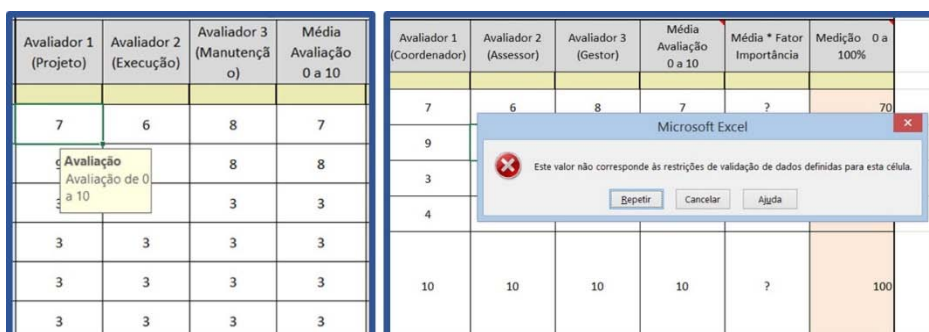 Avaliador 1 (Projeto)
Avaliador 2 (Execução)
Avaliador 3 (Manutençã o)
Média Avaliação 0 a 10
7 6 8 7
8 8
Avaliação
Avaliação de 0
a 10
3 3
3 3 3 3
3 3 3 3
3 3 3 3
Avaliador 1 (Coordenador)
Avaliador 2 (Assessor)
Avaliador 3 (Gestor)
Média Avaliação 0 a 10
Média * Fator Importância
Medição 0 a 100%
7 6 8 7 ? 70
9
3
4
Microsoft Excel
Este valor não corresponde às restrições de validação de dados definidas para esta célula.
Repetir Cancelar Ajuda
10 10 10 10 ? 100